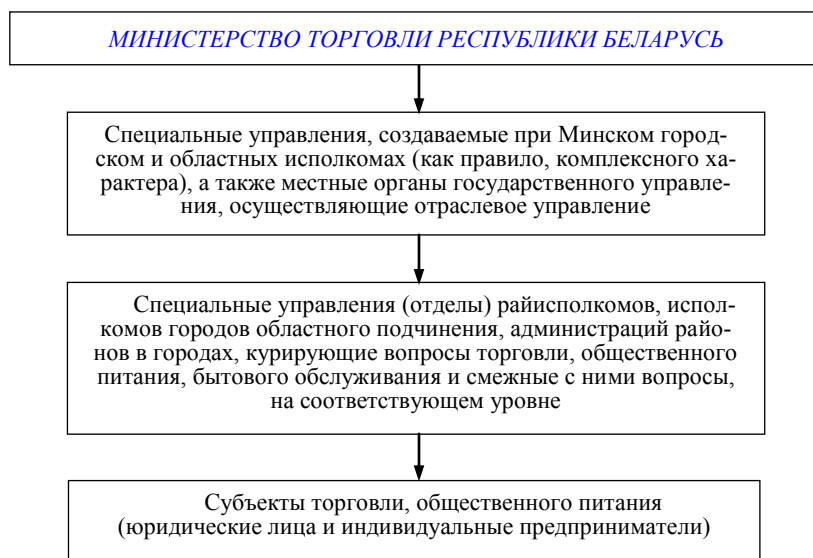 МИНИСТЕРСТВО ТОРГОВЛИ РЕСПУБЛИКИ БЕЛАРУСЬ
Специальные управления, создаваемые при Минском город-
ском и областных исполкомах (как правило, комплексного ха-
рактера), а также местные органы государственного управле-
ния, осуществляющие отраслевое управление
Специальные управления (отделы) райисполкомов, испол-
комов городов областного подчинения, администраций райо-
нов в городах, курирующие вопросы торговли, общественного
питания, бытового обслуживания и смежные с ними вопросы,
на соответствующем уровне
Субъекты торговли, общественного питания
(юридические лица и индивидуальные предприниматели)